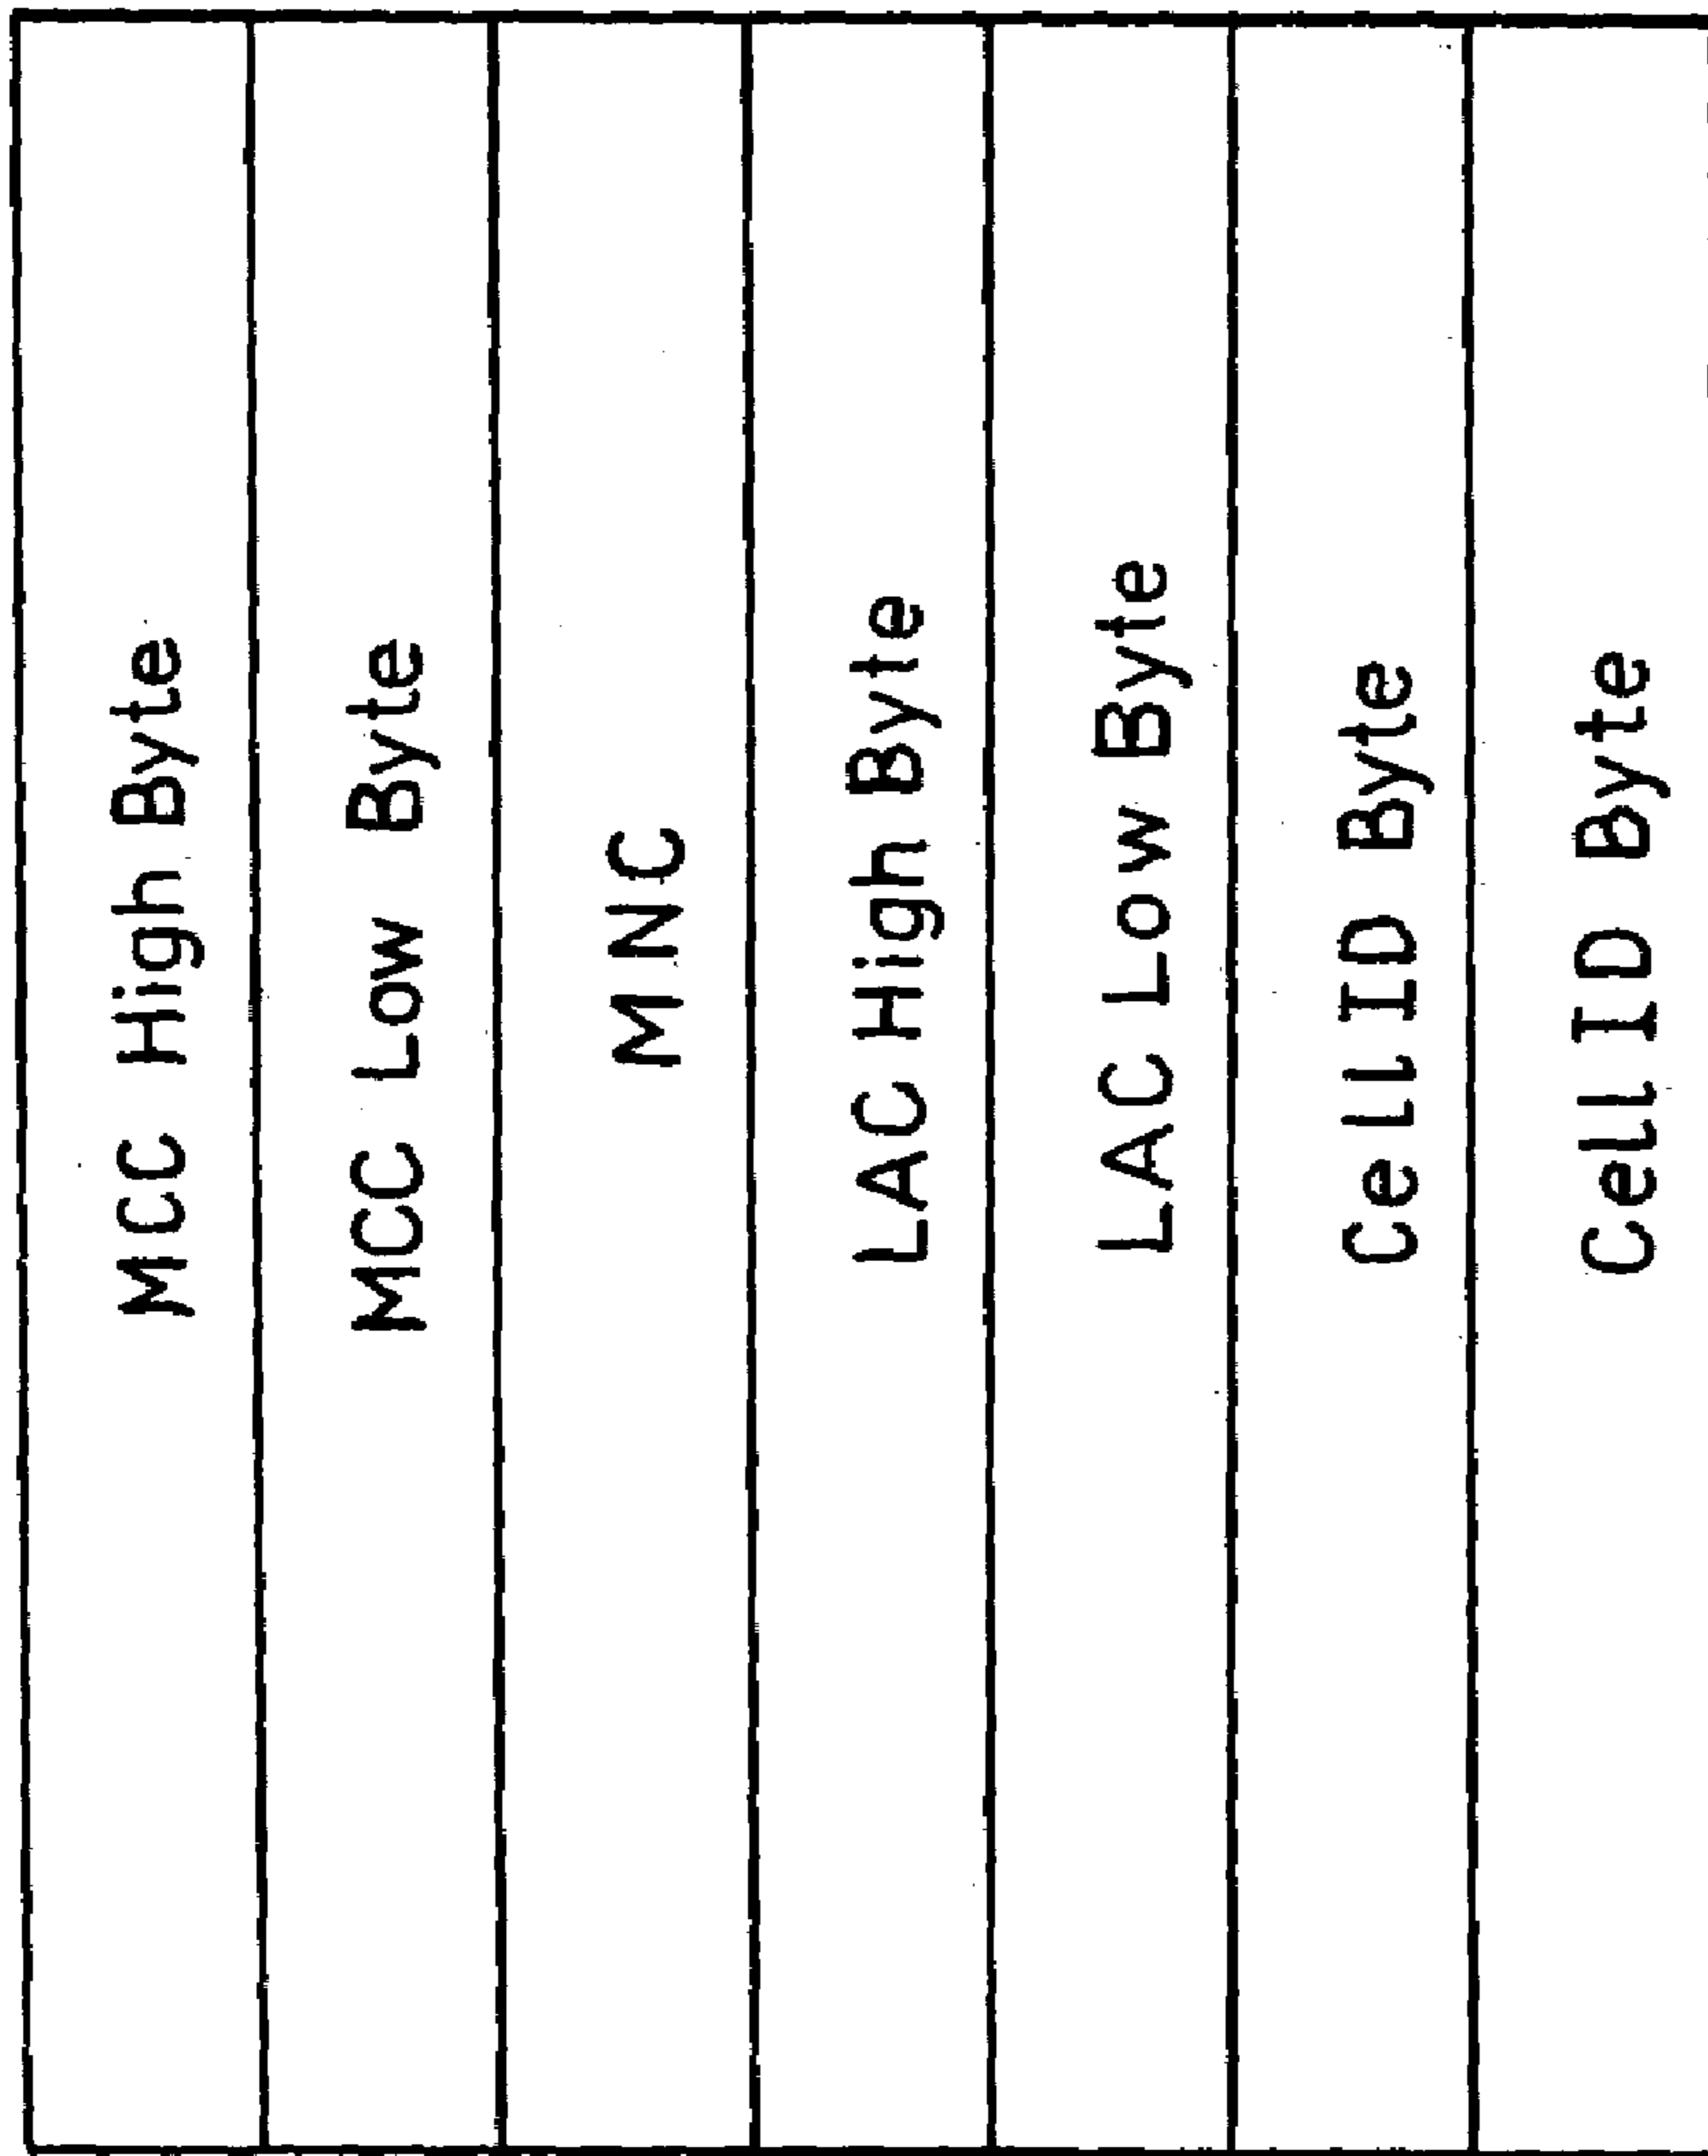 MCC High Byte
MCC Low Byte
MNC
LAC High Byte
LAC Low Byte
Cell ID Byte
Cell ID Byte